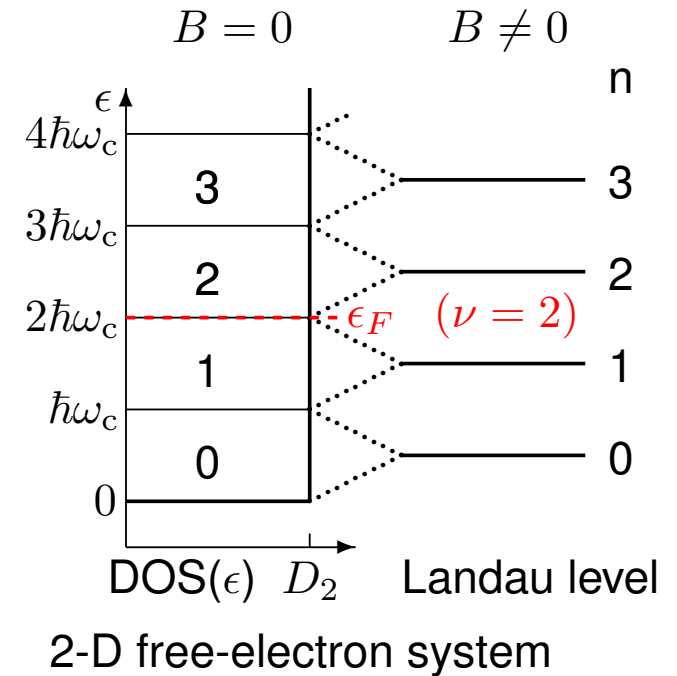 B = 0
B ≠ 0
n
ϵ
4ħω_c
3
3
3ħω_c
2
2
2ħω_c
ϵ_F (ν = 2)
1
1
ħω_c
0
0
0
DOS(ϵ) D_2 Landau level
2-D free-electron system